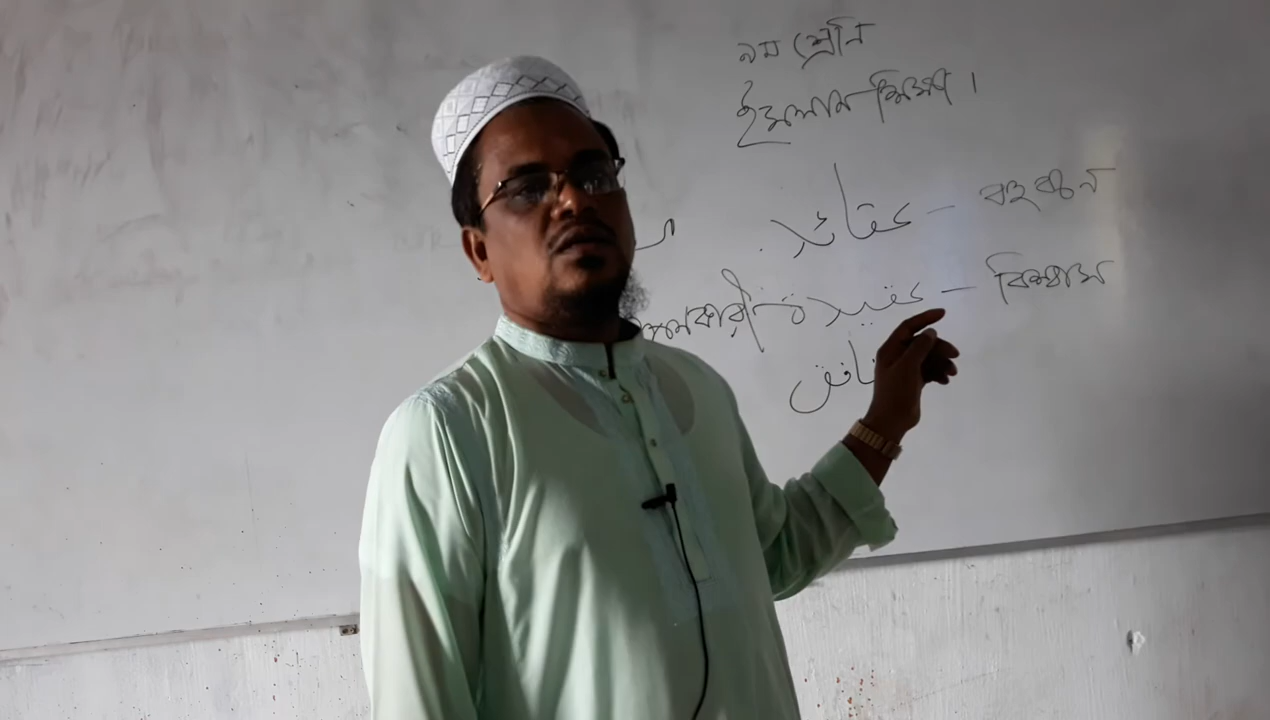 ৯ম শ্রেনি
ইসলাম শিক্ষা।
عقائد - বহুবচন
عقيدة - বিশ্বাস